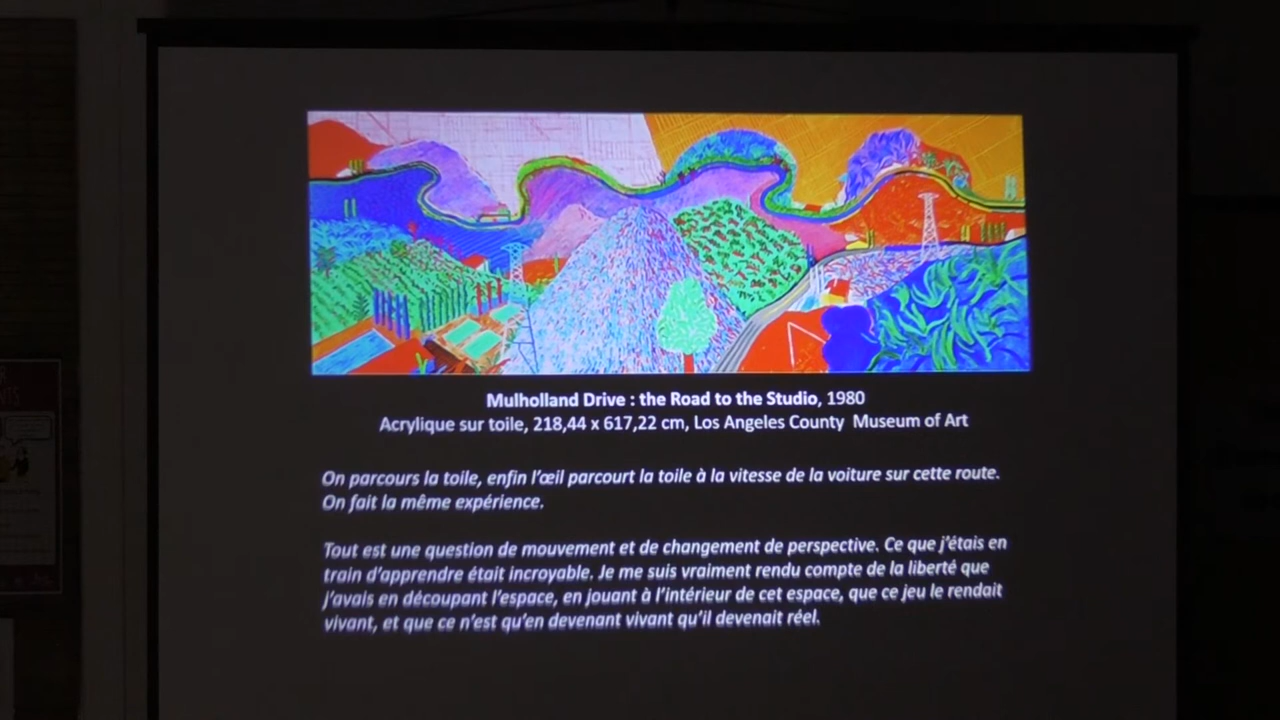 Mulholland Drive : the Road to the Studio, 1980
Acrylique sur toile, 218,44 x 617,22 cm, Los Angeles County Museum of Art
On parcours la toile, enfin l'œil parcourt la toile à la vitesse de la voiture sur cette route.
On fait la même expérience.
Tout est une question de mouvement et de changement de perspective. Ce que j'étais en
train d'apprendre était incroyable. Je me suis vraiment rendu compte de la liberté que
j'avais en découpant l'espace, en jouant à l'intérieur de cet espace, que ce jeu le rendait
vivant, et que ce n'est qu'en devenant vivant qu'il devenait réel.